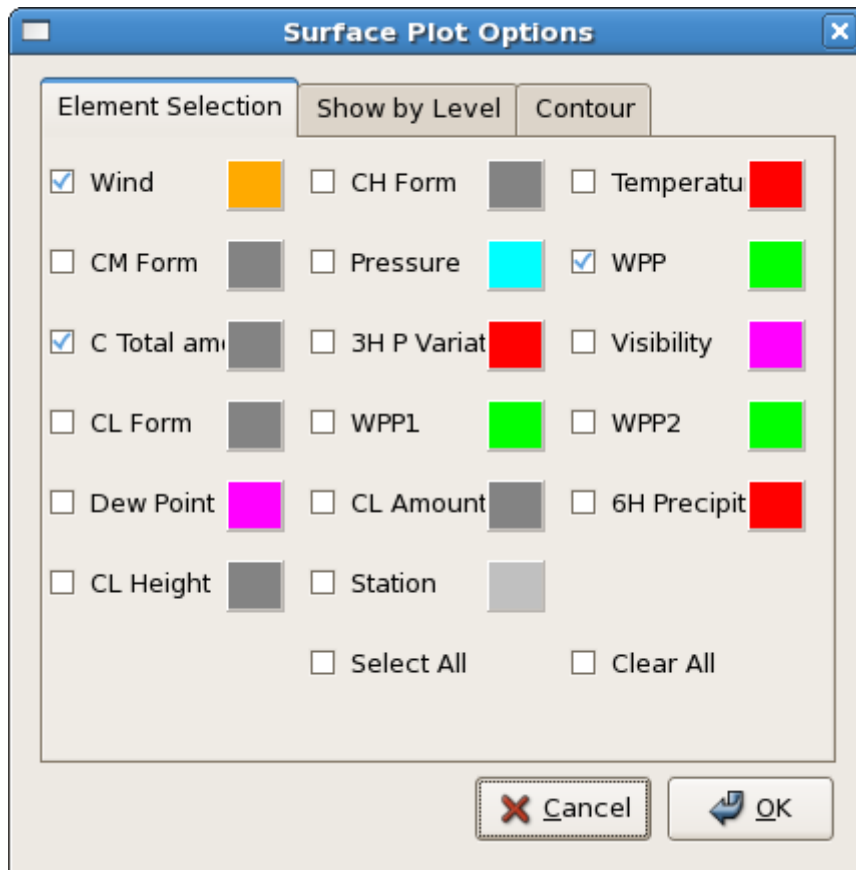 Surface Plot Options
Element Selection Show by Level Contour
Wind CH Form Temperatu
CM Form Pressure WPP
C Total am 3H P Variat Visibility
CL Form WPP1 WPP2
Dew Point CL Amount 6H Precipit
CL Height Station
Select All Clear All
Cancel OK